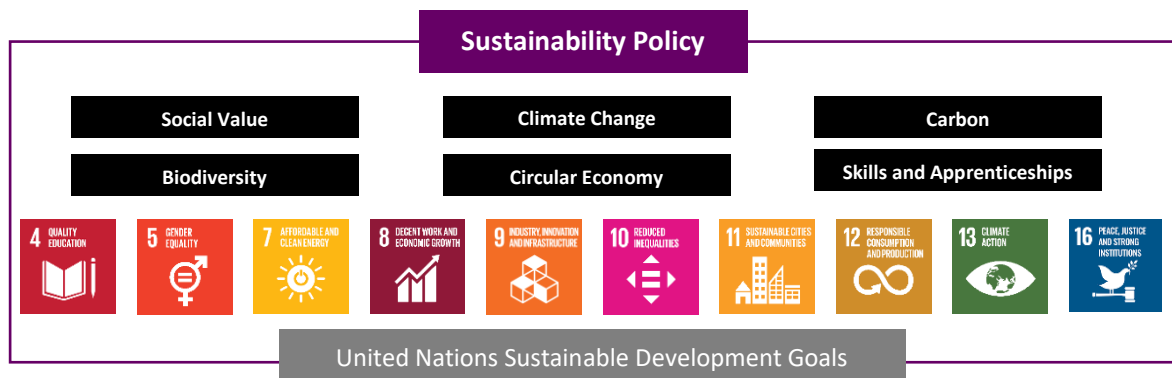 Sustainability Policy
Social Value
Climate Change
Carbon
Biodiversity
Circular Economy
Skills and Apprenticeships
4 QUALITY
EDUCATION
5 GENDER
EQUALITY
7 AFFORDABLE AND
CLEAN ENERGY
8 DECENT WORK AND
ECONOMIC GROWTH
9 INDUSTRY, INNOVATION
AND INFRASTRUCTURE
10 REDUCED
INEQUALITIES
11 SUSTAINABLE CITIES
AND COMMUNITIES
12 RESPONSIBLE
CONSUMPTION
AND PRODUCTION
13 CLIMATE
ACTION
16 PEACE, JUSTICE
AND STRONG
INSTITUTIONS
United Nations Sustainable Development Goals